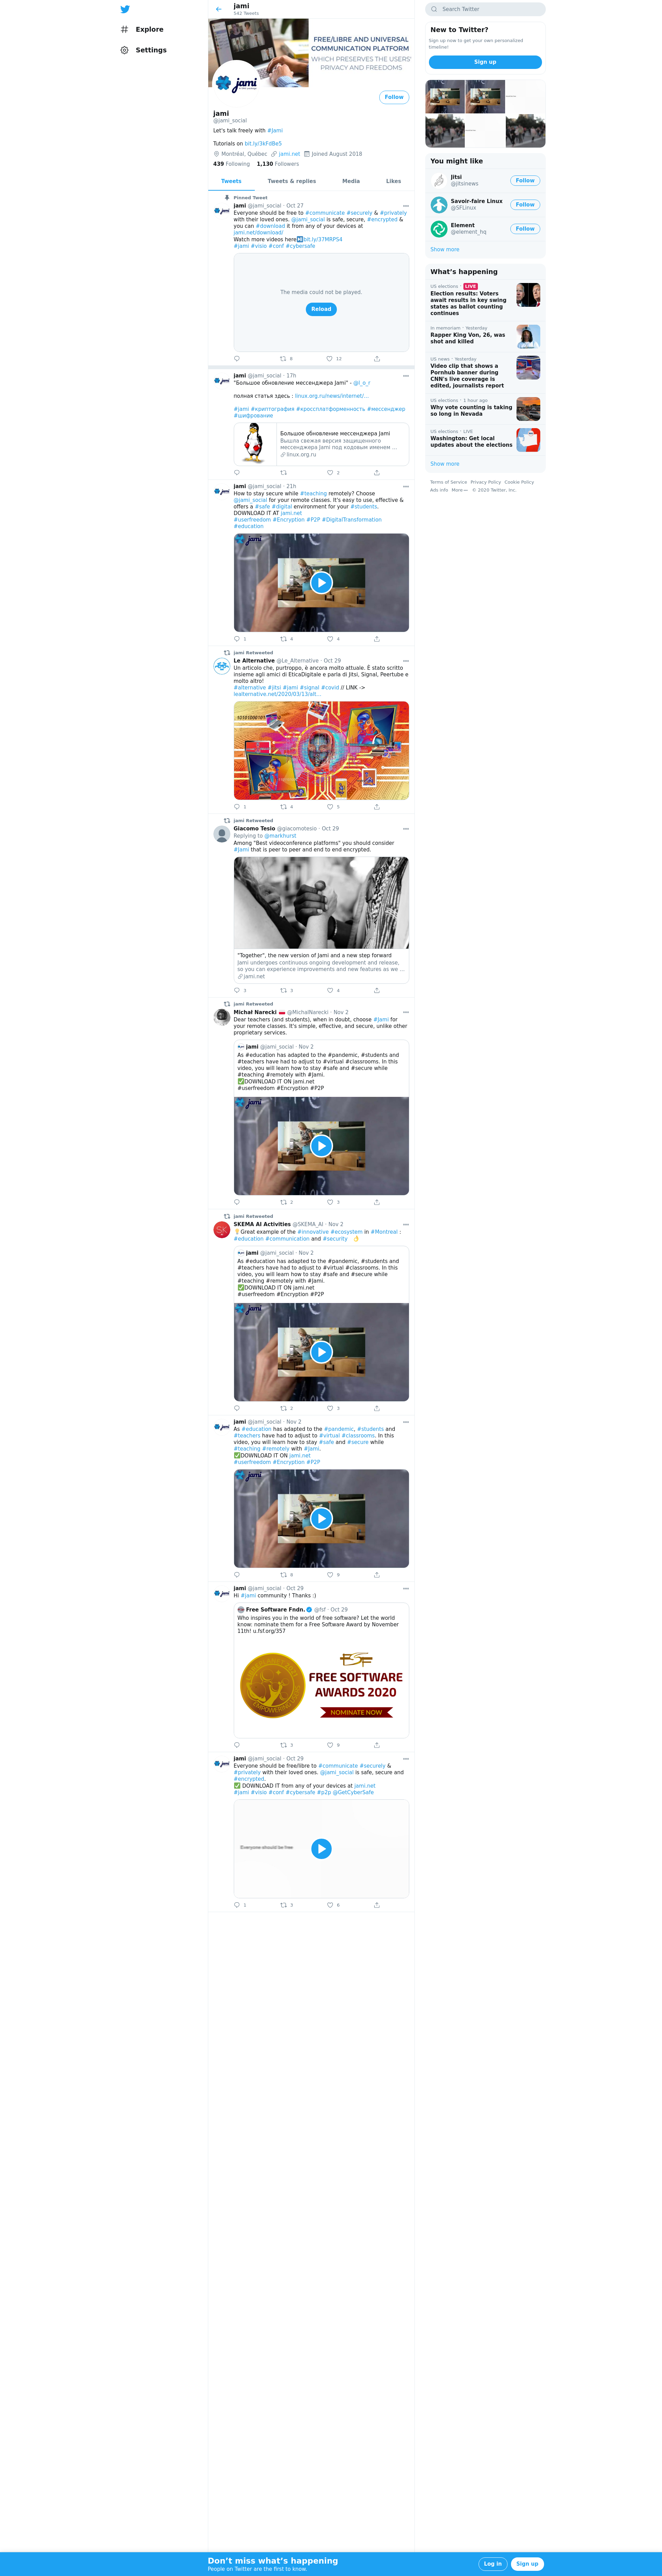 Explore
Settings
jami
542 Tweets
FREE/LIBRE AND UNIVERSAL
COMMUNICATION PLATFORM
WHICH PRESERVES THE USERS'
PRIVACY AND FREEDOMS
jami
Follow
jami
@jami_social
Let's talk freely with #Jami
Tutorials on bit.ly/3kFdBe5
Montréal, Québec jami.net Joined August 2018
439 Following 1,130 Followers
Tweets Tweets & replies Media Likes
Pinned Tweet
jami @jami_social · Oct 27
Everyone should be free to #communicate #securely & #privately
with their loved ones. @jami_social is safe, secure, #encrypted &
you can #download it from any of your devices at
jami.net/download/
Watch more videos here bit.ly/37MRPS4
#jami #visio #conf #cybersafe
The media could not be played.
Reload
8 12
jami @jami_social · 17h
"Большое обновление мессенджера Jami" - @l_o_r
полная статья здесь : linux.org.ru/news/internet/…
#jami #криптография #кроссплатформенность #мессенджер
#шифрование
Большое обновление мессенджера Jami
Вышла свежая версия защищенного
мессенджера Jami под кодовым именем ...
linux.org.ru
2
jami @jami_social · 21h
How to stay secure while #teaching remotely? Choose
@jami_social for your remote classes. It's easy to use, effective &
offers a #safe #digital environment for your #students.
DOWNLOAD IT AT jami.net
#userfreedom #Encryption #P2P #DigitalTransformation
#education
jami
1 4 4
jami Retweeted
Le Alternative @Le_Alternative · Oct 29
Un articolo che, purtroppo, è ancora molto attuale. È stato scritto
insieme agli amici di EticaDigitale e parla di Jitsi, Signal, Peertube e
molto altro!
#alternative #jitsi #jami #signal #covid // LINK ->
lealternative.net/2020/03/13/alt…
1 4 5
jami Retweeted
Giacomo Tesio @giacomotesio · Oct 29
Replying to @markhurst
Among "Best videoconference platforms" you should consider
#Jami that is peer to peer and end to end encrypted.
"Together", the new version of Jami and a new step forward
Jami undergoes continuous ongoing development and release,
so you can experience improvements and new features as we ...
jami.net
3 3 4
jami Retweeted
Michał Narecki @MichalNarecki · Nov 2
Dear teachers (and students), when in doubt, choose #Jami for
your remote classes. It's simple, effective, and secure, unlike other
proprietary services.
jami @jami_social · Nov 2
As #education has adapted to the #pandemic, #students and
#teachers have had to adjust to #virtual #classrooms. In this
video, you will learn how to stay #safe and #secure while
#teaching #remotely with #Jami.
DOWNLOAD IT ON jami.net
#userfreedom #Encryption #P2P
jami
2 3
jami Retweeted
SKEMA AI Activities @SKEMA_AI · Nov 2
Great example of the #innovative #ecosystem in #Montreal :
#education #communication and #security
jami @jami_social · Nov 2
As #education has adapted to the #pandemic, #students and
#teachers have had to adjust to #virtual #classrooms. In this
video, you will learn how to stay #safe and #secure while
#teaching #remotely with #Jami.
DOWNLOAD IT ON jami.net
#userfreedom #Encryption #P2P
jami
2 3
jami @jami_social · Nov 2
As #education has adapted to the #pandemic, #students and
#teachers have had to adjust to #virtual #classrooms. In this
video, you will learn how to stay #safe and #secure while
#teaching #remotely with #Jami.
DOWNLOAD IT ON jami.net
#userfreedom #Encryption #P2P
jami
8 9
jami @jami_social · Oct 29
Hi #Jami community ! Thanks :)
Free Software Fndn. @fsf · Oct 29
Who inspires you in the world of free software? Let the world
know: nominate them for a Free Software Award by November
11th! u.fsf.org/357
FSF
FREE SOFTWARE
AWARDS 2020
NOMINATE NOW
3 9
jami @jami_social · Oct 29
Everyone should be free/libre to #communicate #securely &
#privately with their loved ones. @jami_social is safe, secure and
#encrypted.
DOWNLOAD IT from any of your devices at jami.net
#jami #visio #conf #cybersafe #p2p @GetCyberSafe
Everyone should be free
1 3 6
Search Twitter
New to Twitter?
Sign up now to get your own personalized
timeline!
Sign up
You might like
Jitsi
@jitsinews
Follow
Savoir-faire Linux
@SFLinux
Follow
Element
@element_hq
Follow
Show more
What's happening
US elections · LIVE
Election results: Voters
await results in key swing
states as ballot counting
continues
In memoriam · Yesterday
Rapper King Von, 26, was
shot and killed
US news · Yesterday
Video clip that shows a
Pornhub banner during
CNN's live coverage is
edited, journalists report
US elections · 1 hour ago
Why vote counting is taking
so long in Nevada
US elections · LIVE
Washington: Get local
updates about the elections
Show more
Terms of Service Privacy Policy Cookie Policy
Ads info More © 2020 Twitter, Inc.
Don't miss what's happening
People on Twitter are the first to know.
Log in
Sign up